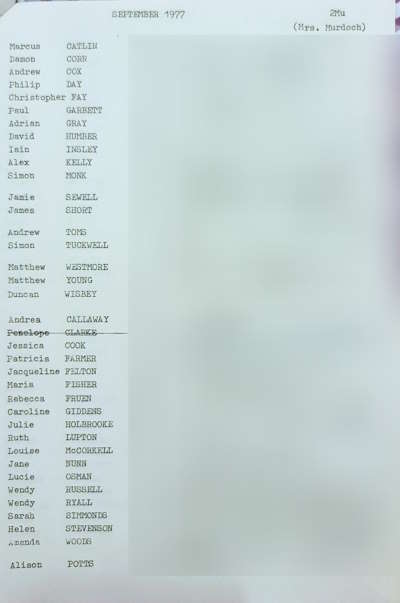 SEPTEMBER 1977 2Mu
(Mrs. Murdoch)
Marcus CATLIN
Damon CORN
Andrew COX
Philip DAY
Christopher FAY
Paul GARRETT
Adrian GRAY
David HUMBER
Iain INSLEY
Alex KELLY
Simon MONK
Jamie SEWELL
James SHORT
Andrew TOMS
Simon TUCKWELL
Matthew WESTMORE
Matthew YOUNG
Duncan WISBEY
Andrea CALLAWAY
Penelope CLARKE
Jessica COOK
Patricia FARMER
Jacqueline FELTON
Maria FISHER
Rebecca FRUEN
Caroline GIDDENS
Julie HOLBROOKE
Ruth LUPTON
Louise McCORKELL
Jane NUNN
Lucie OSMAN
Wendy RUSSELL
Wendy RYALL
Sarah SIMMONDS
Helen STEVENSON
Amanda WOODS
Alison POTTS